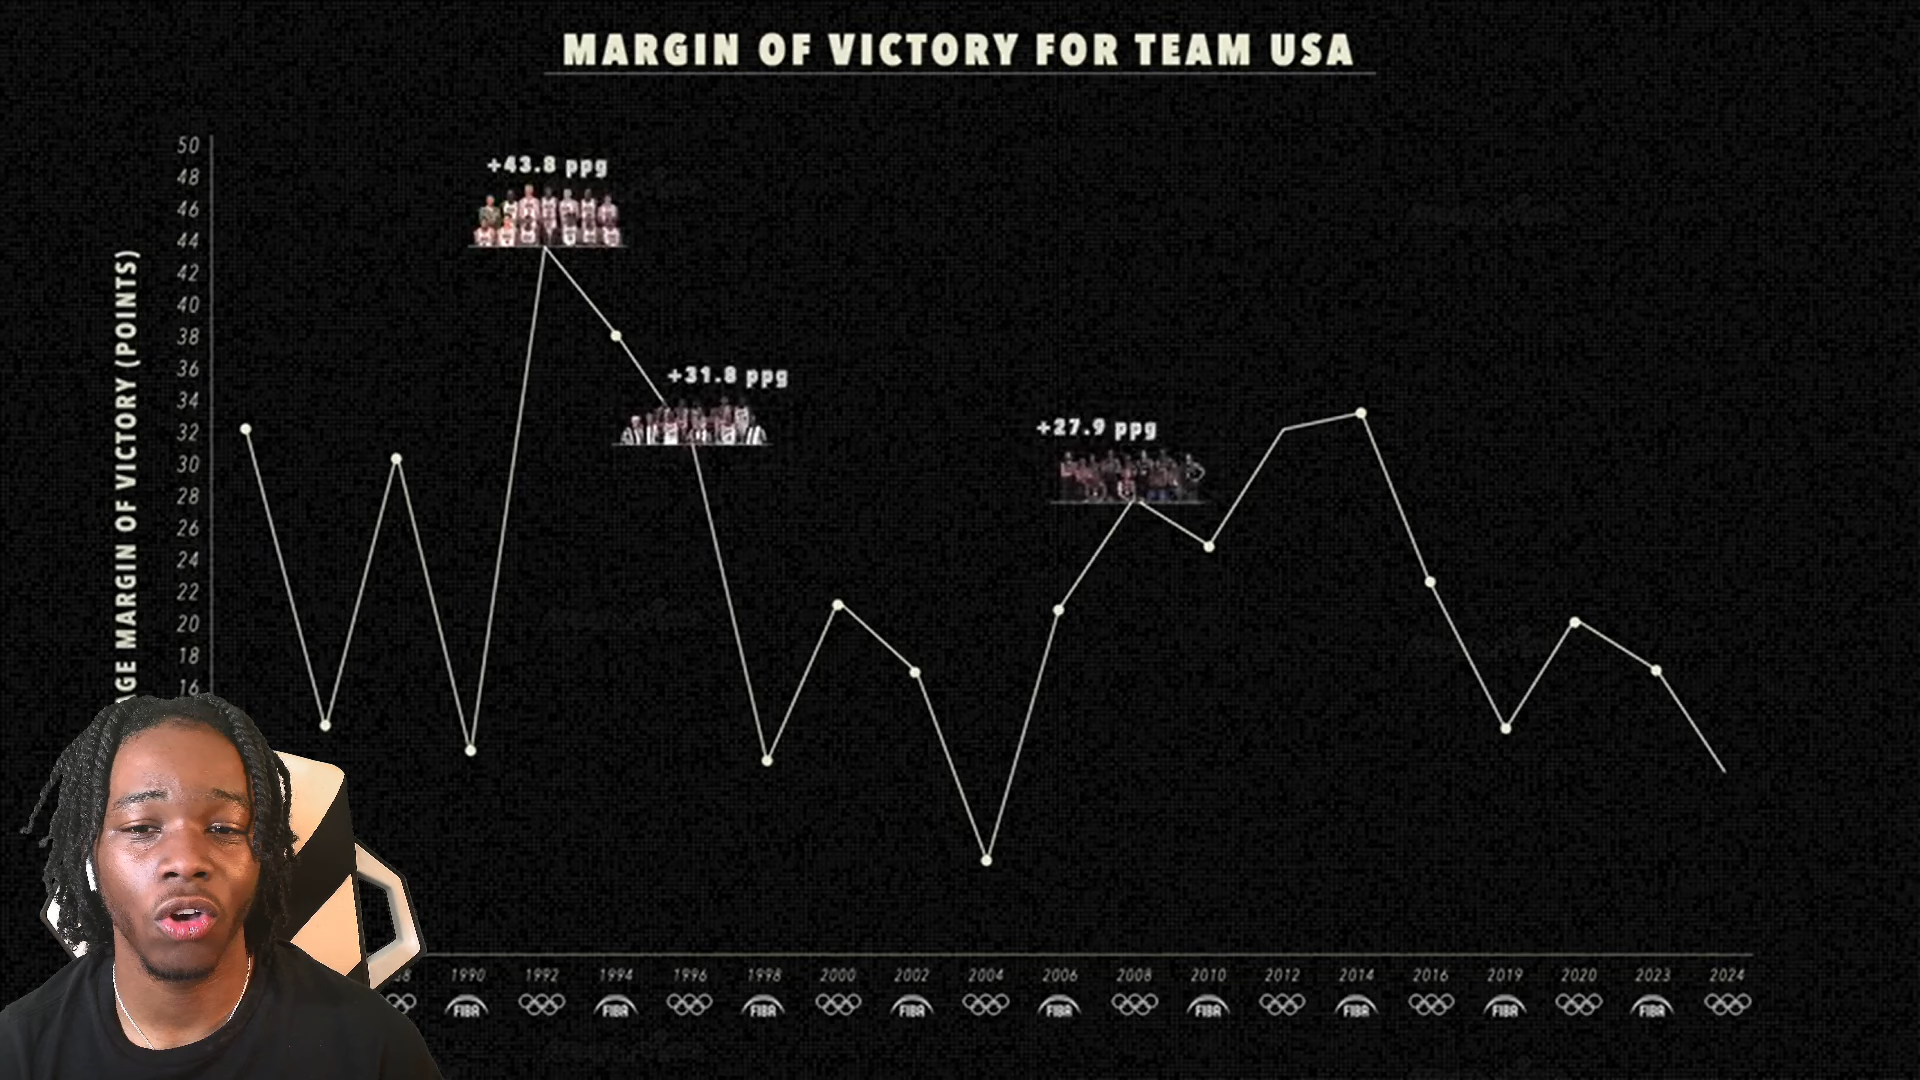 MARGIN OF VICTORY FOR TEAM USA
50
48
46
44
42
40
38
36
34
32
30
28
26
24
22
20
18
16
MARGIN OF VICTORY (POINTS)
+43.8 ppg
+31.8 ppg
+27.9 ppg
1990 1992 1994 1996 1998 2000 2002 2004 2006 2008 2010 2012 2014 2016 2019 2020 2023 2024
FIBA FIBA FIBA FIBA FIBA FIBA FIBA FIBA FIBA